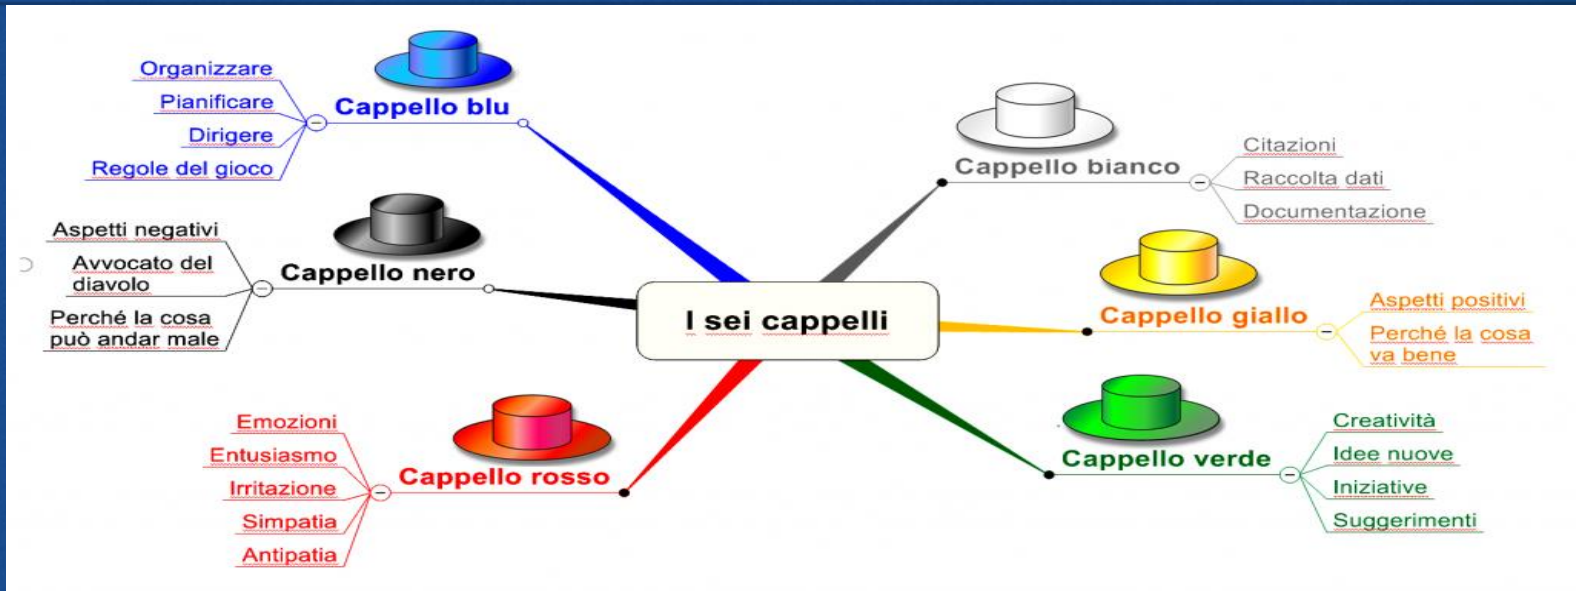 I sei cappelli
Cappello blu
Organizzare
Pianificare
Dirigere
Regole del gioco
Cappello nero
Aspetti negativi
Avvocato del
diavolo
Perché la cosa
può andar male
Cappello rosso
Emozioni
Entusiasmo
Irritazione
Simpatia
Antipatia
Cappello bianco
Citazioni
Raccolta dati
Documentazione
Cappello giallo
Aspetti positivi
Perché la cosa
va bene
Cappello verde
Creatività
Idee nuove
Iniziative
Suggerimenti